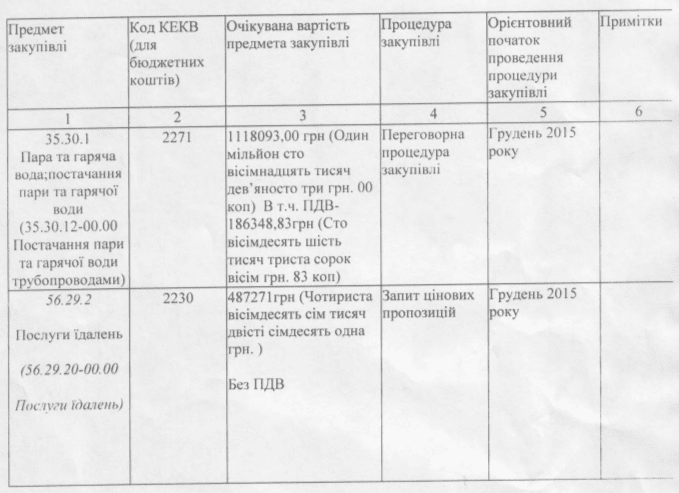 Предмет закупівлі
Код КЕКВ (для бюджетних коштів)
Очікувана вартість предмета закупівлі
Процедура закупівлі
Орієнтовний початок проведення процедури закупівлі
Примітки
1
2
3
4
5
6
35.30.1
Пара та гаряча
вода;постачання
пари та гарячої
води
(35.30.12-00.00
Постачання пари
та гарячої води
трубопроводами)
2271
1118093,00 грн (Один
мільйон сто
вісімнадцять тисяч
дев’яносто три грн. 00
коп) В т.ч. ПДВ-
186348,83грн (Сто
вісімдесять шість
тисяч триста сорок
вісім грн. 83 коп)
Переговорна
процедура
закупівлі
Грудень 2015
року
56.29.2
Послуги їдалень
(56.29.20-00.00
Послуги їдалень)
2230
487271грн (Чотириста
вісімдесять сім тисяч
двісті сімдесять одна
грн. )
Без ПДВ
Запит цінових
пропозицій
Грудень 2015
року